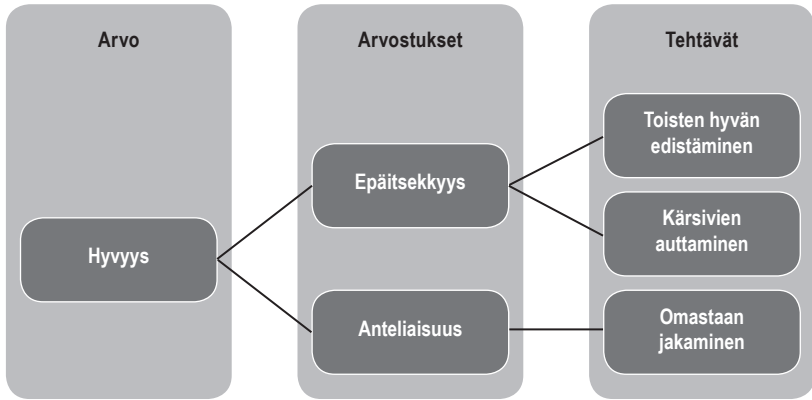 Arvo
Arvostukset
Tehtävät
Hyvyys
Epäitsekkyys
Anteliaisuus
Toisten hyvän
edistäminen
Kärsivien
auttaminen
Omastaan
jakaminen